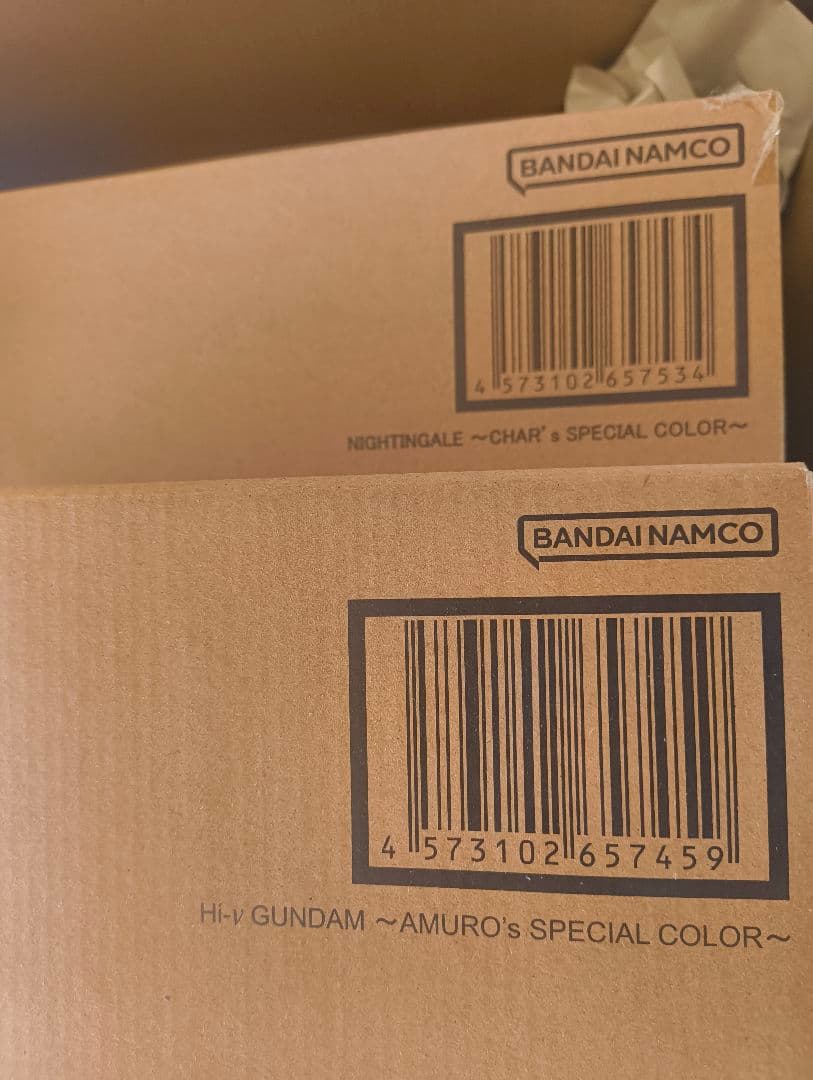 BANDAI NAMCO
4 573102 657534
NIGHTINGALE ～CHAR's SPECIAL COLOR～
BANDAI NAMCO
4 573102 657459
Hi-ν GUNDAM ～AMURO's SPECIAL COLOR～